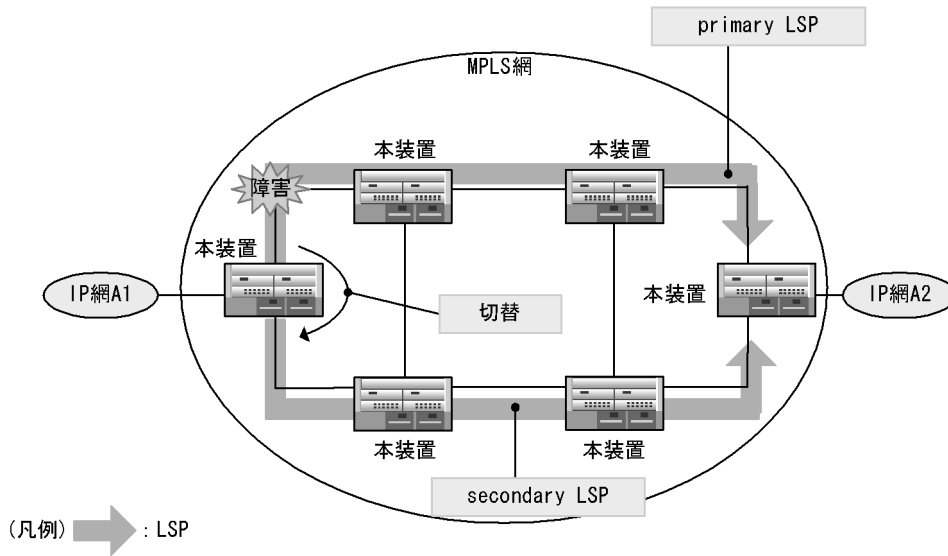 primary LSP
MPLS網
本装置
本装置
障害
本装置
IP網A1
本装置
IP網A2
切替
本装置
本装置
secondary LSP
(凡例) : LSP